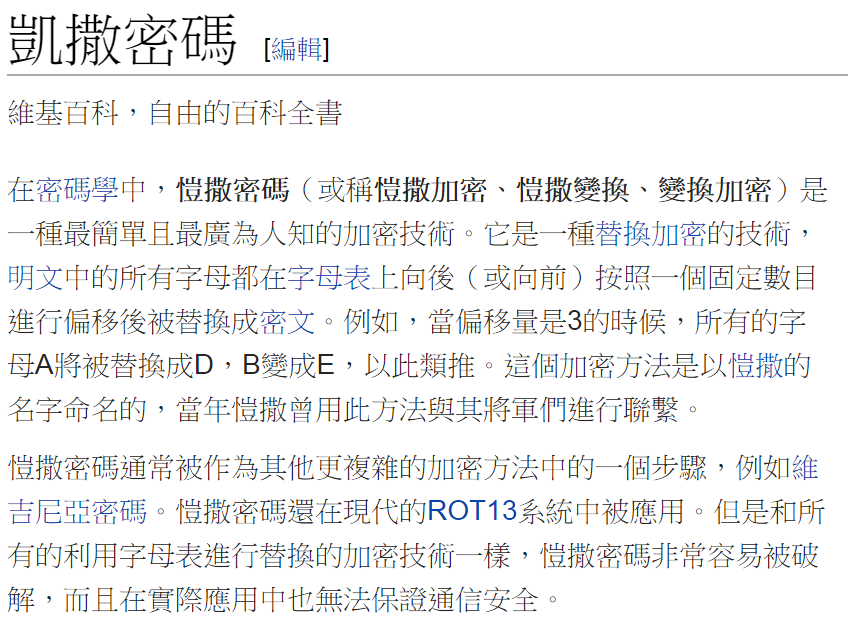 凱撒密碼 [編輯]
維基百科，自由的百科全書
在密碼學中，愷撒密碼（或稱愷撒加密、愷撒變換、變換加密）是
一種最簡單且最廣為人知的加密技術。它是一種替換加密的技術，
明文中的所有字母都在字母表上向後（或向前）按照一個固定數目
進行偏移後被替換成密文。例如，當偏移量是3的時候，所有的字
母A將被替換成D，B變成E，以此類推。這個加密方法是以愷撒的
名字命名的，當年愷撒曾用此方法與其將軍們進行聯繫。
愷撒密碼通常被作為其他更複雜的加密方法中的一個步驟，例如維
吉尼亞密碼。愷撒密碼還在現代的ROT13系統中被應用。但是和所
有的利用字母表進行替換的加密技術一樣，愷撒密碼非常容易被破
解，而且在實際應用中也無法保證通信安全。